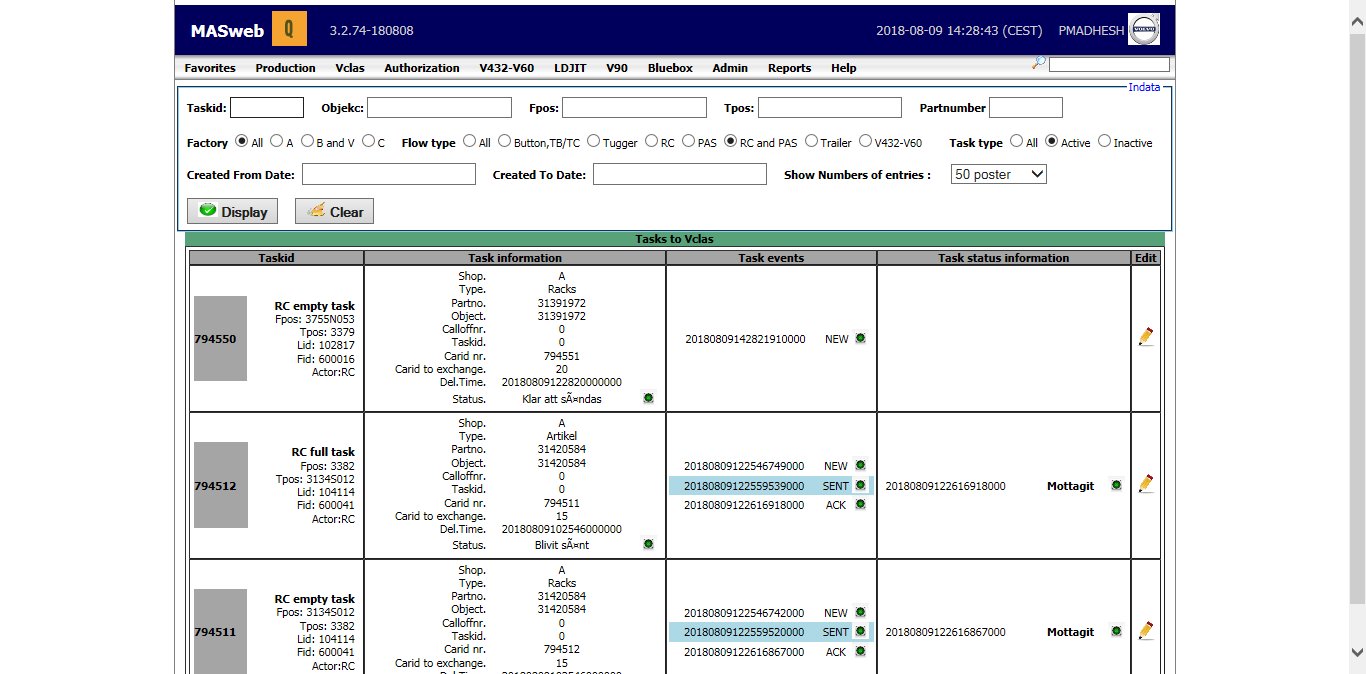 MASweb Q 3.2.74-180808 2018-08-09 14:28:43 (CEST) PMADHESH VOLVO
Favorites Production Vclas Authorization V432-V60 LDJIT V90 Bluebox Admin Reports Help
Indata
Taskid: Objekc: Fpos: Tpos: Partnumber
Factory All A B and V C Flow type All Button,TB/TC Tugger RC PAS RC and PAS Trailer V432-V60 Task type All Active Inactive
Created From Date: Created To Date: Show Numbers of entries : 50 poster
Display Clear
Tasks to Vclas
Taskid Task information Task events Task status information Edit
794550
RC empty task
Fpos: 3755N053
Tpos: 3379
Lid: 102817
Fid: 600016
Actor:RC
Shop. A
Type. Racks
Partno. 31391972
Object. 31391972
Calloffnr. 0
Taskid. 0
Carid nr. 794551
Carid to exchange. 20
Del.Time. 20180809122820000000
Status. Klar att sÃ¤ndas
20180809142821910000 NEW
794512
RC full task
Fpos: 3382
Tpos: 3134S012
Lid: 104114
Fid: 600041
Actor:RC
Shop. A
Type. Artikel
Partno. 31420584
Object. 31420584
Calloffnr. 0
Taskid. 0
Carid nr. 794511
Carid to exchange. 15
Del.Time. 20180809102546000000
Status. Blivit sÃ¤nt
20180809122546749000 NEW
20180809122559539000 SENT
20180809122616918000 ACK
20180809122616918000 Mottagit
794511
RC empty task
Fpos: 3134S012
Tpos: 3382
Lid: 104114
Fid: 600041
Actor:RC
Shop. A
Type. Racks
Partno. 31420584
Object. 31420584
Calloffnr. 0
Taskid. 0
Carid nr. 794512
Carid to exchange. 15
20180809122546742000 NEW
20180809122559520000 SENT
20180809122616867000 ACK
20180809122616867000 Mottagit